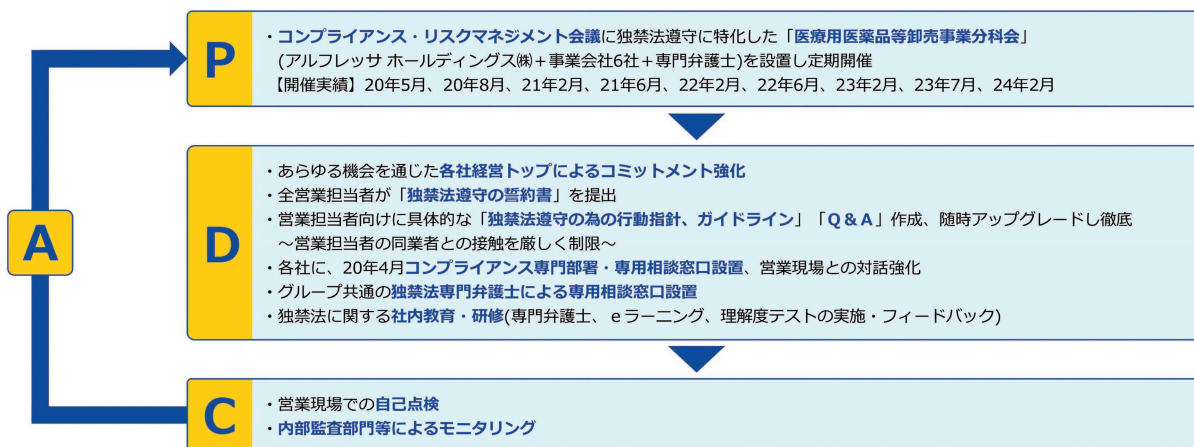 P
・コンプライアンス・リスクマネジメント会議に独禁法遵守に特化した「医療用医薬品等卸売事業分科会」
(アルフレッサ ホールディングス㈱＋事業会社6社＋専門弁護士)を設置し定期開催
【開催実績】20年5月、20年8月、21年2月、21年6月、22年2月、22年6月、23年2月、23年7月、24年2月
D
・あらゆる機会を通じた各社経営トップによるコミットメント強化
・全営業担当者が「独禁法遵守の誓約書」を提出
・営業担当者向けに具体的な「独禁法遵守の為の行動指針、ガイドライン」「Ｑ＆Ａ」作成、随時アップグレードし徹底
～営業担当者の同業者との接触を厳しく制限～
・各社に、20年4月コンプライアンス専門部署・専用相談窓口設置、営業現場との対話強化
・グループ共通の独禁法専門弁護士による専用相談窓口設置
・独禁法に関する社内教育・研修(専門弁護士、ｅラーニング、理解度テストの実施・フィードバック)
C
・営業現場での自己点検
・内部監査部門等によるモニタリング
A